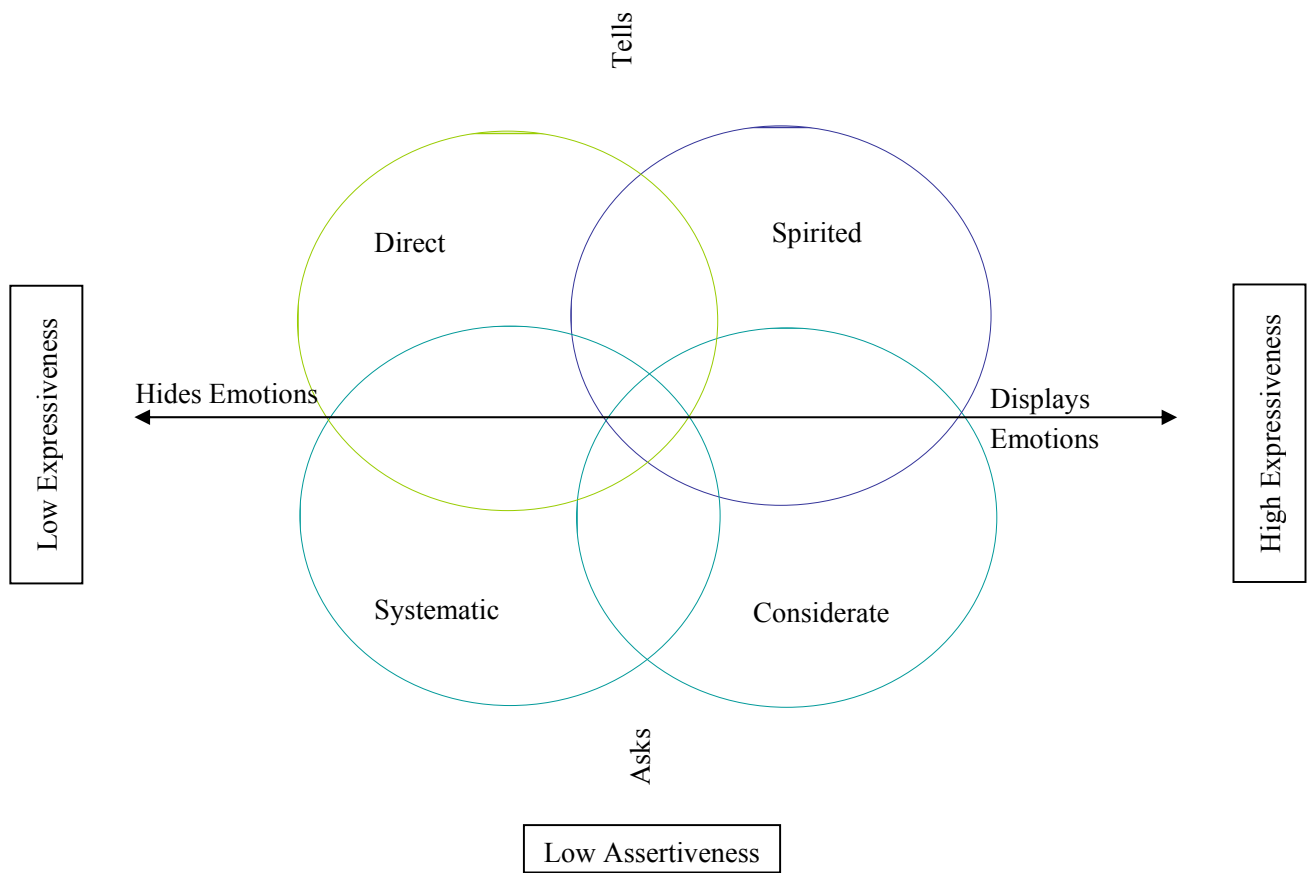 Tells
Direct
Spirited
Low Expressiveness
Hides Emotions
Displays
Emotions
High Expressiveness
Systematic
Considerate
Asks
Low Assertiveness